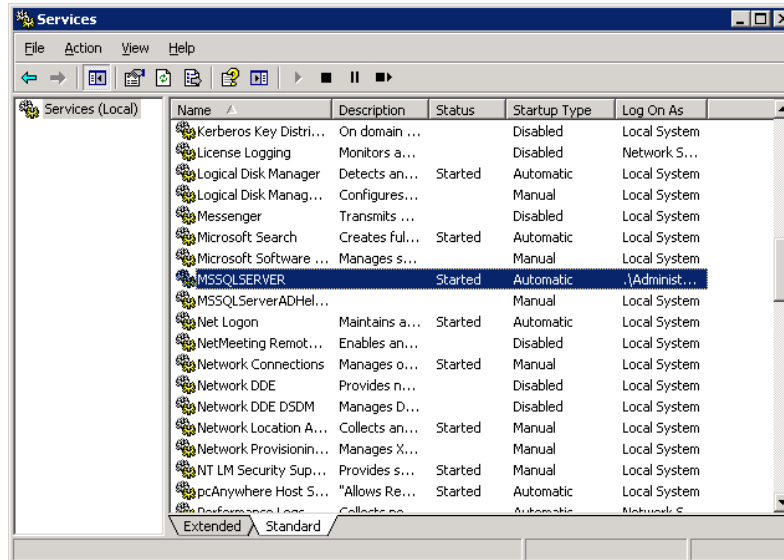 Services
File Action View Help
Services (Local)
Name Description Status Startup Type Log On As
Kerberos Key Distri... On domain ... Disabled Local System
License Logging Monitors a... Disabled Network S...
Logical Disk Manager Detects an... Started Automatic Local System
Logical Disk Manag... Configures... Manual Local System
Messenger Transmits ... Disabled Local System
Microsoft Search Creates ful... Started Automatic Local System
Microsoft Software ... Manages s... Manual Local System
MSSQLSERVER Started Automatic .\Administ...
MSSQLServerADHel... Manual Local System
Net Logon Maintains a... Started Automatic Local System
NetMeeting Remot... Enables an... Disabled Local System
Network Connections Manages o... Started Manual Local System
Network DDE Provides n... Disabled Local System
Network DDE DSDM Manages D... Disabled Local System
Network Location A... Collects an... Started Manual Local System
Network Provisionin... Manages X... Manual Local System
NT LM Security Sup... Provides s... Started Manual Local System
pcAnywhere Host S... "Allows Re... Started Automatic Local System
Performance Logs Collects pe Automatic Network S
Extended Standard